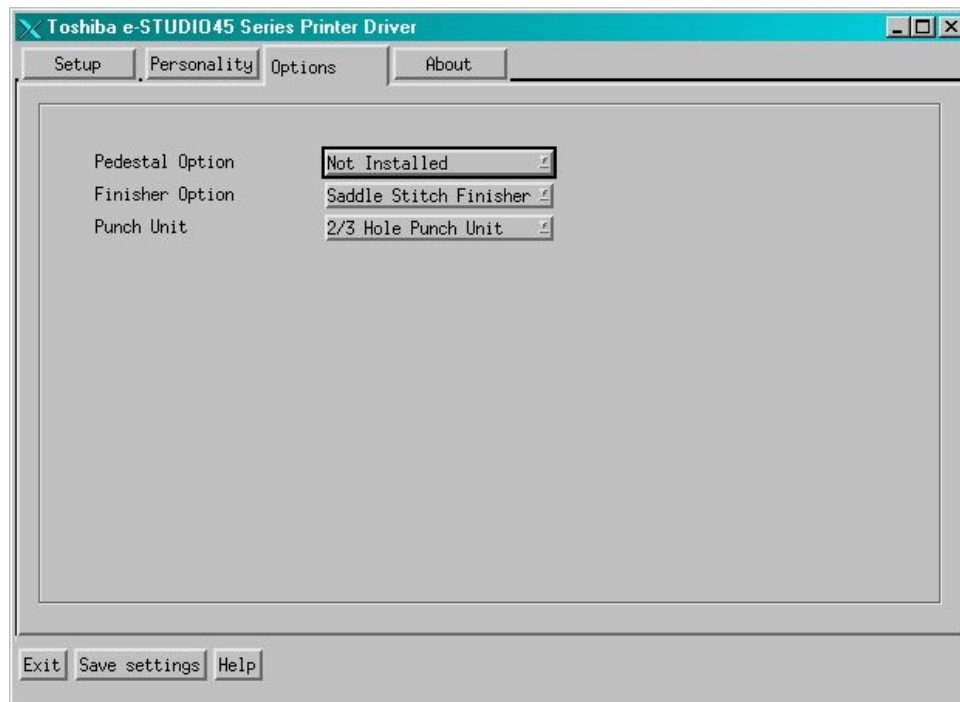 Toshiba e-STUDIO45 Series Printer Driver
Setup Personality Options About
Pedestal Option Not Installed
Finisher Option Saddle Stitch Finisher
Punch Unit 2/3 Hole Punch Unit
Exit Save settings Help